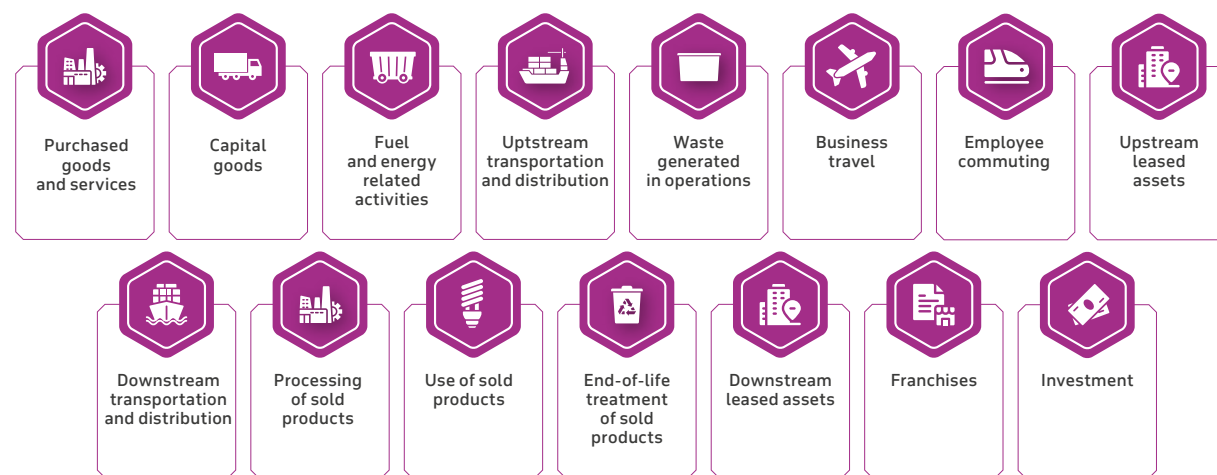 Purchased
goods
and services
Capital
goods
Fuel
and energy
related
activities
Uptstream
transportation
and distribution
Waste
generated
in operations
Business
travel
Employee
commuting
Upstream
leased
assets
Downstream
transportation
and distribution
Processing
of sold
products
Use of sold
products
End-of-life
treatment
of sold
products
Downstream
leased assets
Franchises
Investment